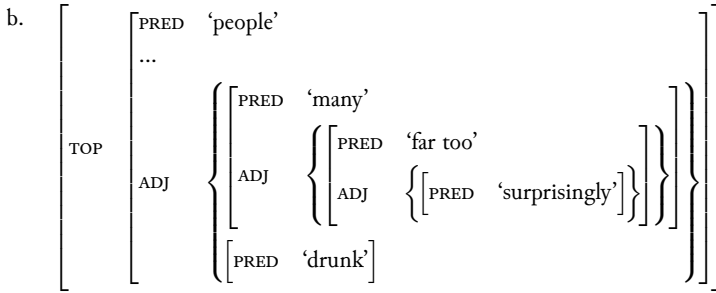 b.
PRED ‘people’
...
PRED ‘many’
PRED ‘far too’
TOP
ADJ
ADJ
ADJ
PRED ‘surprisingly’
PRED ‘drunk’